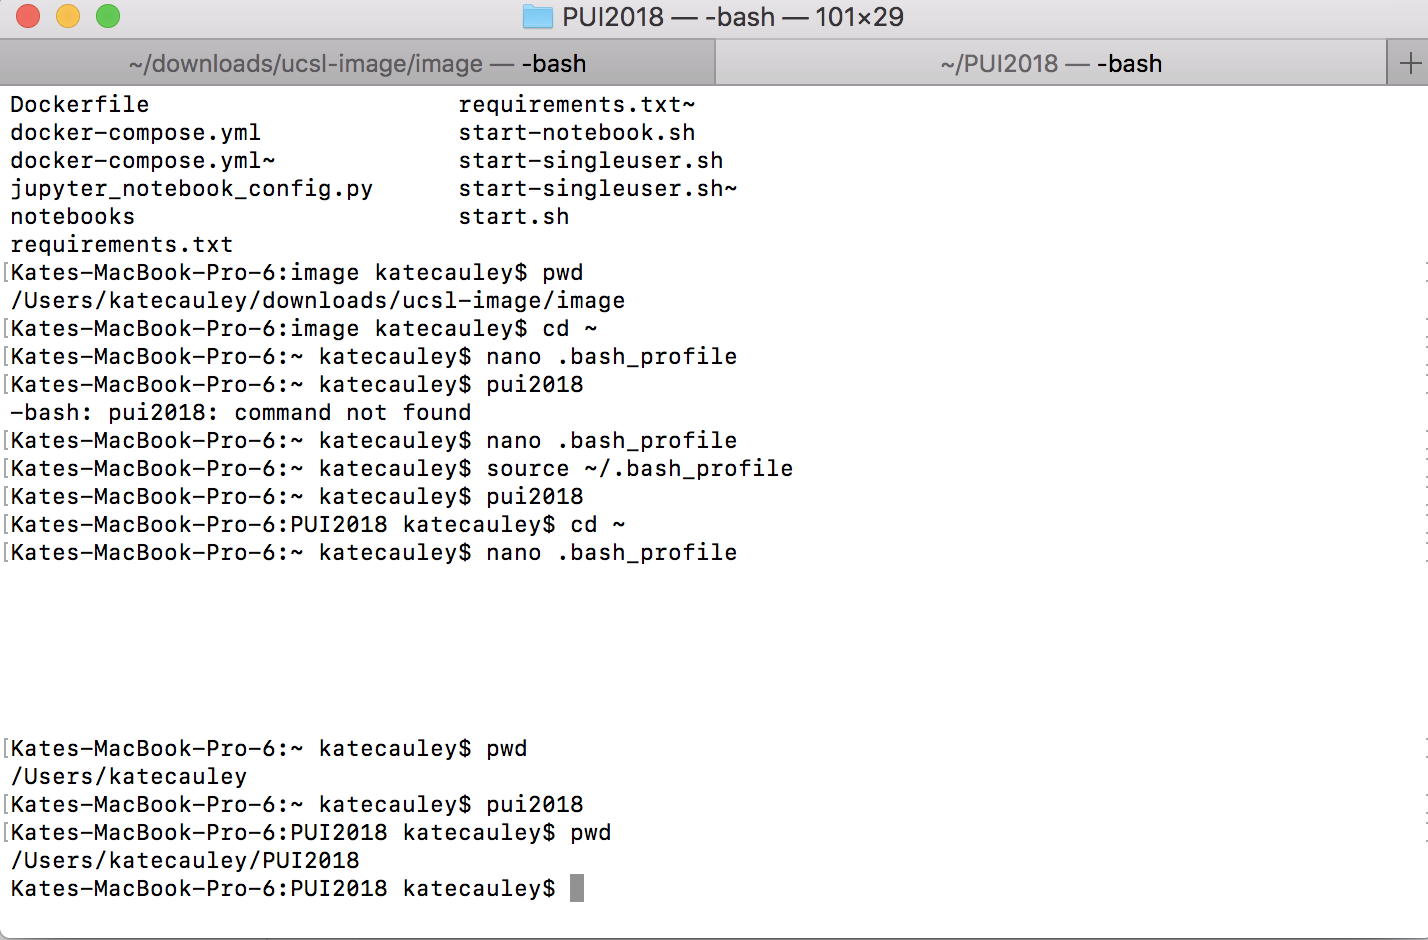 PUI2018 — -bash — 101×29
~/downloads/ucsl-image/image — -bash ~/PUI2018 — -bash +
Dockerfile requirements.txt~
docker-compose.yml start-notebook.sh
docker-compose.yml~ start-singleuser.sh
jupyter_notebook_config.py start-singleuser.sh~
notebooks start.sh
requirements.txt
[Kates-MacBook-Pro-6:image katecauley$ pwd
/Users/katecauley/downloads/ucsl-image/image
[Kates-MacBook-Pro-6:image katecauley$ cd ~
[Kates-MacBook-Pro-6:~ katecauley$ nano .bash_profile
[Kates-MacBook-Pro-6:~ katecauley$ pui2018
-bash: pui2018: command not found
[Kates-MacBook-Pro-6:~ katecauley$ nano .bash_profile
[Kates-MacBook-Pro-6:~ katecauley$ source ~/.bash_profile
[Kates-MacBook-Pro-6:~ katecauley$ pui2018
[Kates-MacBook-Pro-6:PUI2018 katecauley$ cd ~
[Kates-MacBook-Pro-6:~ katecauley$ nano .bash_profile
[Kates-MacBook-Pro-6:~ katecauley$ pwd
/Users/katecauley
[Kates-MacBook-Pro-6:~ katecauley$ pui2018
[Kates-MacBook-Pro-6:PUI2018 katecauley$ pwd
/Users/katecauley/PUI2018
Kates-MacBook-Pro-6:PUI2018 katecauley$